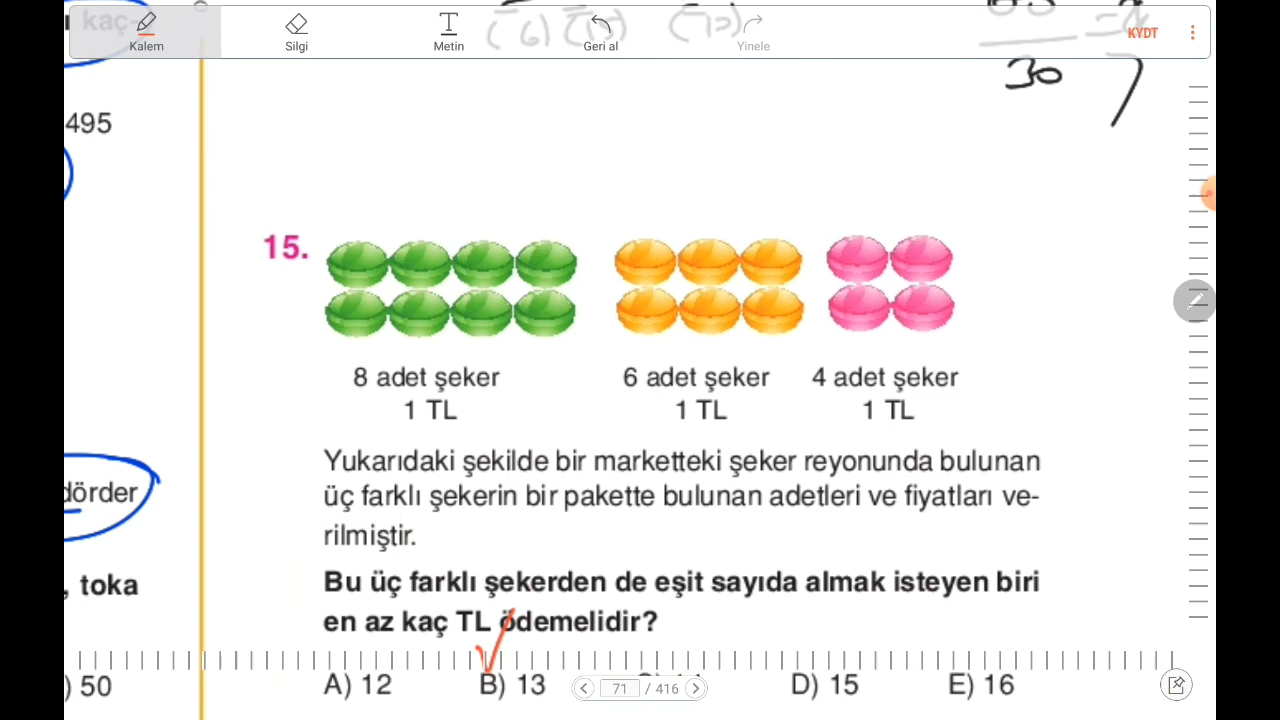 kaç-
Kalem
Silgi
Metin
Geri al
Yinele
KYDT
(6)
30
495
15.
8 adet şeker
1 TL
6 adet şeker
1 TL
4 adet şeker
1 TL
Yukarıdaki şekilde bir marketteki şeker reyonunda bulunan
üç farklı şekerin bir pakette bulunan adetleri ve fiyatları ve-
rilmiştir.
dörder
Bu üç farklı şekerden de eşit sayıda almak isteyen biri
en az kaç TL ödemelidir?
, toka
) 50
A) 12
B) 13
71 / 416
D) 15
E) 16